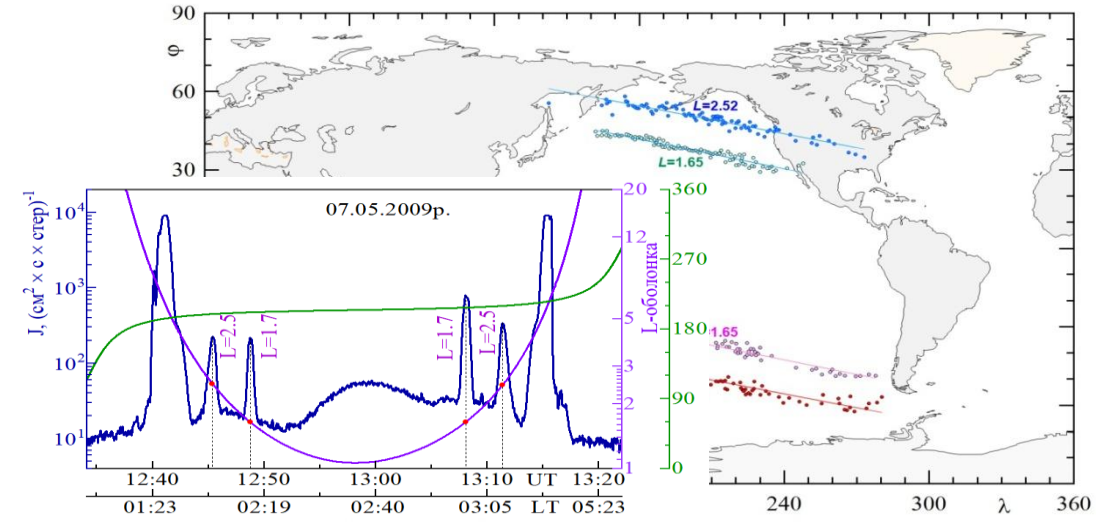 90
φ
60
30
L=2.52
L=1.65
1.65
240
300
λ
360
07.05.2009р.
J, (см² × с × стер)⁻¹
10⁴
10³
10²
10¹
L=2.5
L=1.7
L=1.7
L=2.5
20
12
5
3
2
1
L-оболонка
360
270
180
90
0
12:40 12:50 13:00 13:10 UT 13:20
01:23 02:19 02:40 03:05 LT 05:23